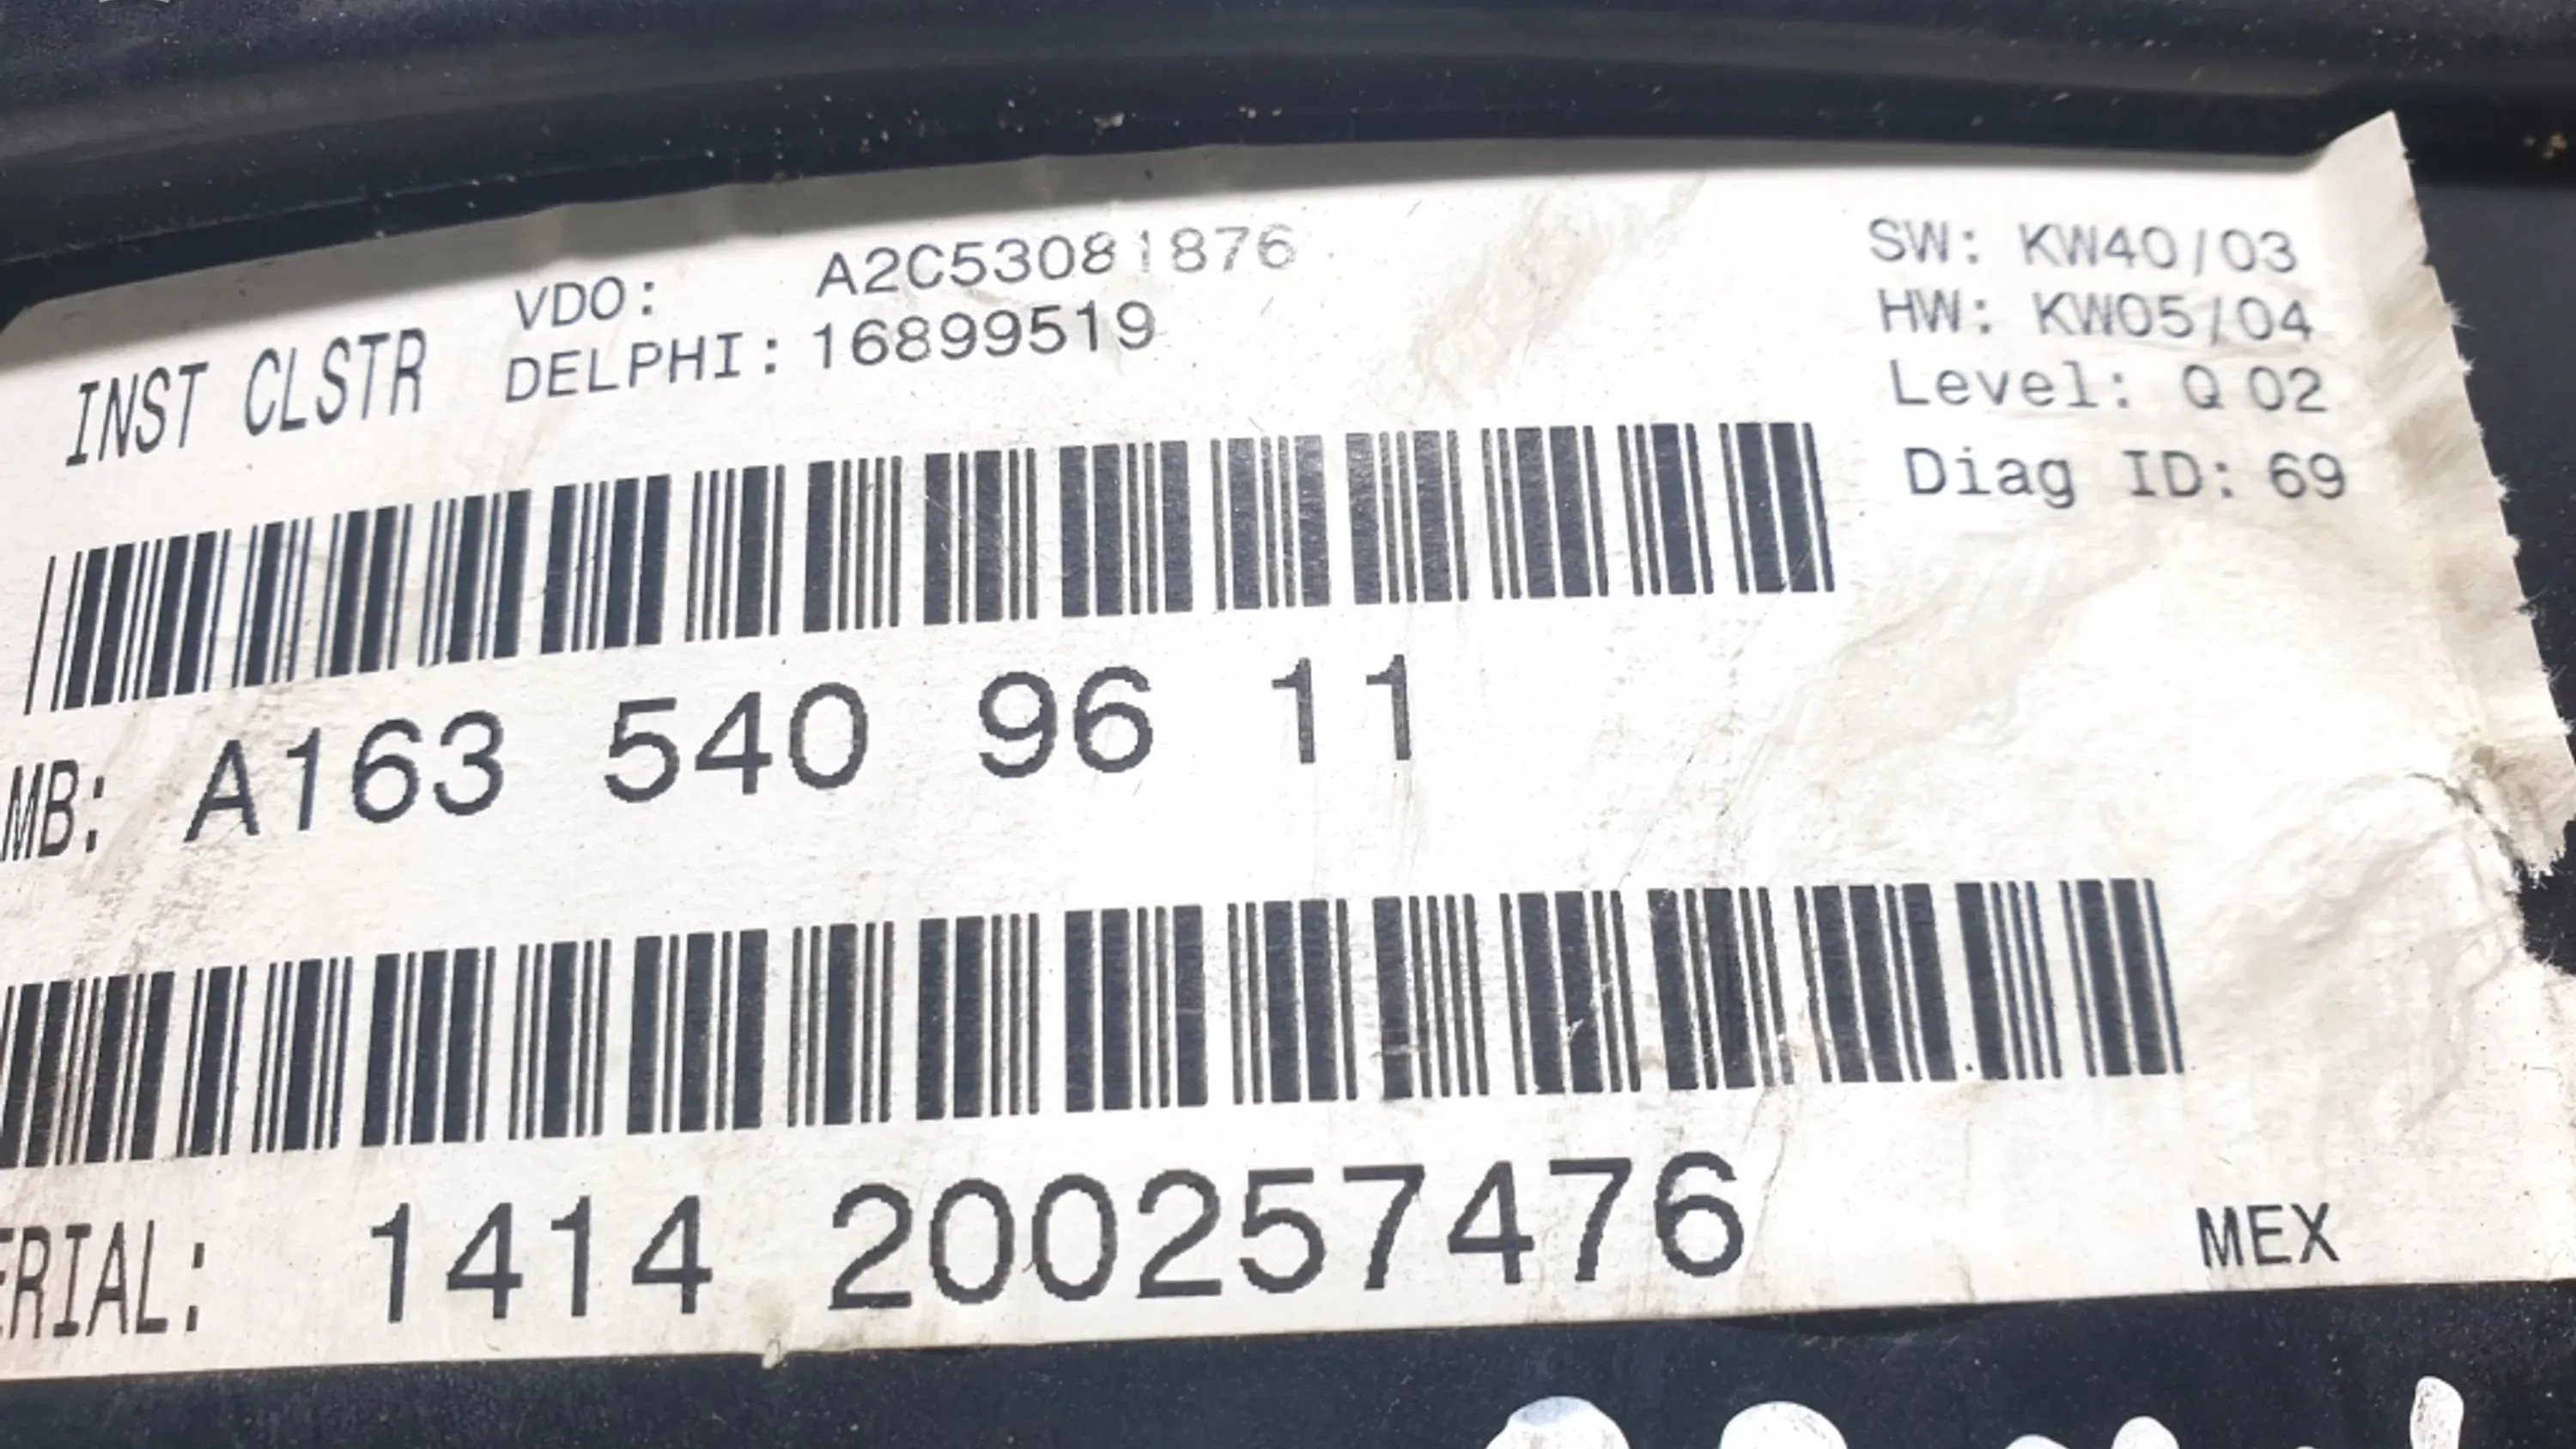 INST CLSTR
VDO: A2C53081876
DELPHI: 16899519
SW: KW40/03
HW: KW05/04
Level: Q 02
Diag ID: 69
MB: A163 540 96 11
ERIAL: 1414 200257476
MEX